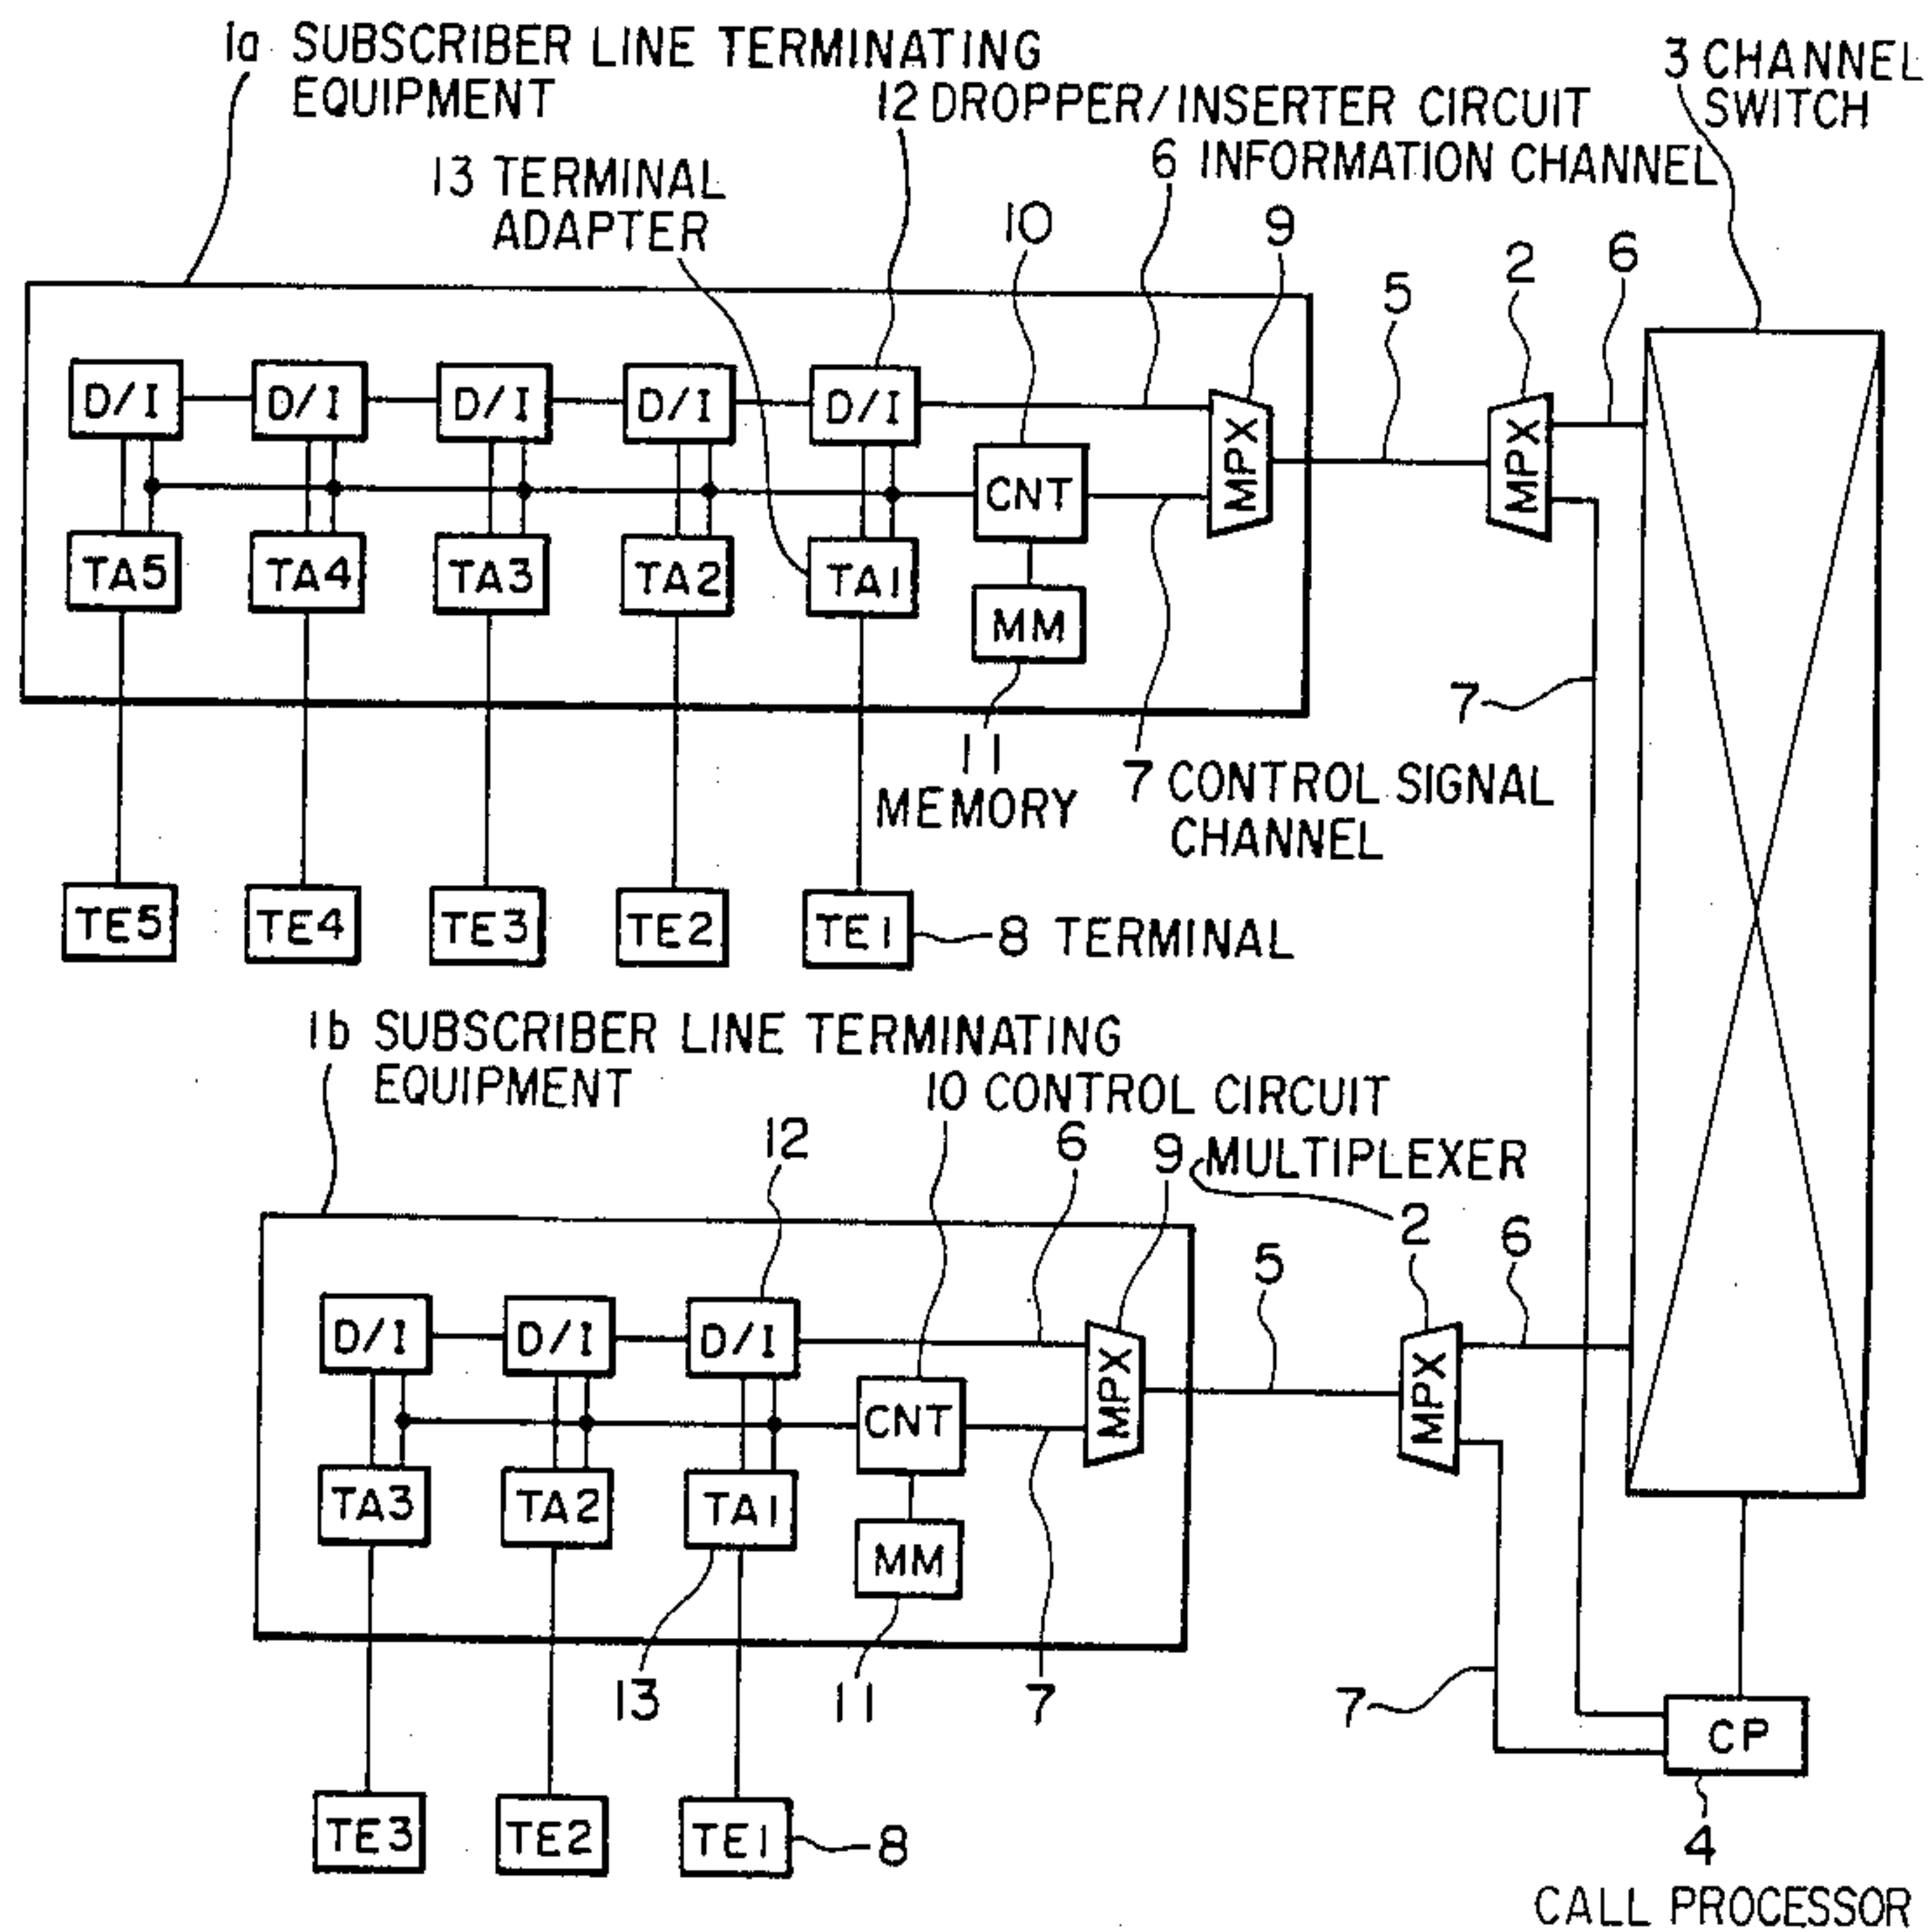 1a SUBSCRIBER LINE TERMINATING
EQUIPMENT
3 CHANNEL
SWITCH
12 DROPPER/INSERTER CIRCUIT
6 INFORMATION CHANNEL
13 TERMINAL
ADAPTER
10
9
2
6
5
D/I
D/I
D/I
D/I
D/I
MPX
MPX
CNT
TA5
TA4
TA3
TA2
TA1
MM
7
11
MEMORY
7 CONTROL SIGNAL
CHANNEL
TE5
TE4
TE3
TE2
TE1
8 TERMINAL
1b SUBSCRIBER LINE TERMINATING
EQUIPMENT
10 CONTROL CIRCUIT
12
6
9 MULTIPLEXER
2
6
5
D/I
D/I
D/I
MPX
MPX
CNT
TA3
TA2
TA1
MM
13
11
7
7
CP
TE3
TE2
TE1
8
4
CALL PROCESSOR